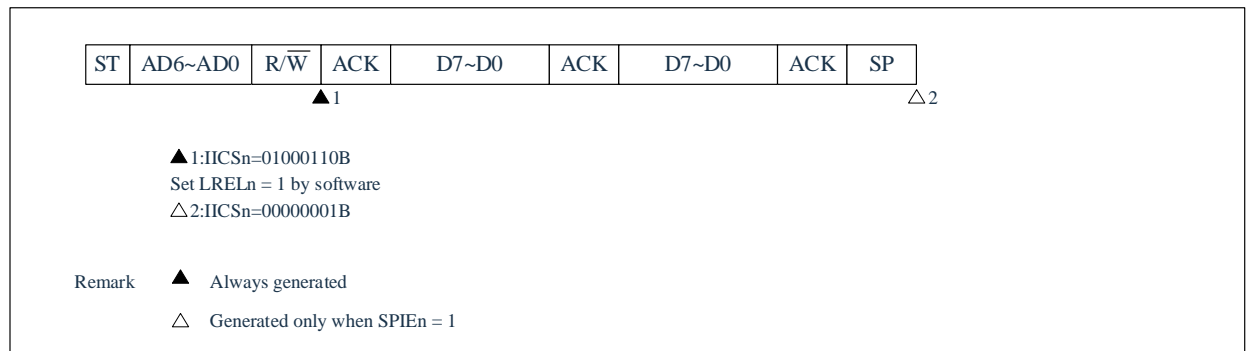 ST AD6~AD0 R/W̅ ACK D7~D0 ACK D7~D0 ACK SP
▲1 △2
▲1:IICSn=01000110B
Set LRELn = 1 by software
△2:IICSn=00000001B
Remark ▲ Always generated
△ Generated only when SPIEn = 1